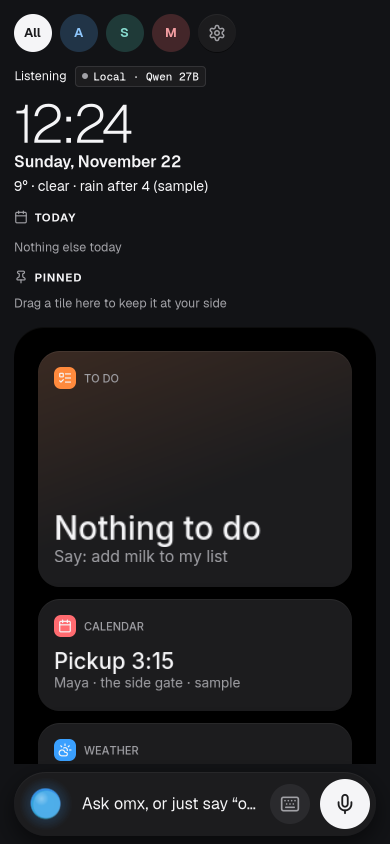 All A S M
Listening Local · Qwen 27B
12:24
Sunday, November 22
9° · clear · rain after 4 (sample)
TODAY
Nothing else today
PINNED
Drag a tile here to keep it at your side
TO DO
Nothing to do
Say: add milk to my list
CALENDAR
Pickup 3:15
Maya · the side gate · sample
WEATHER
Ask omx, or just say “o...